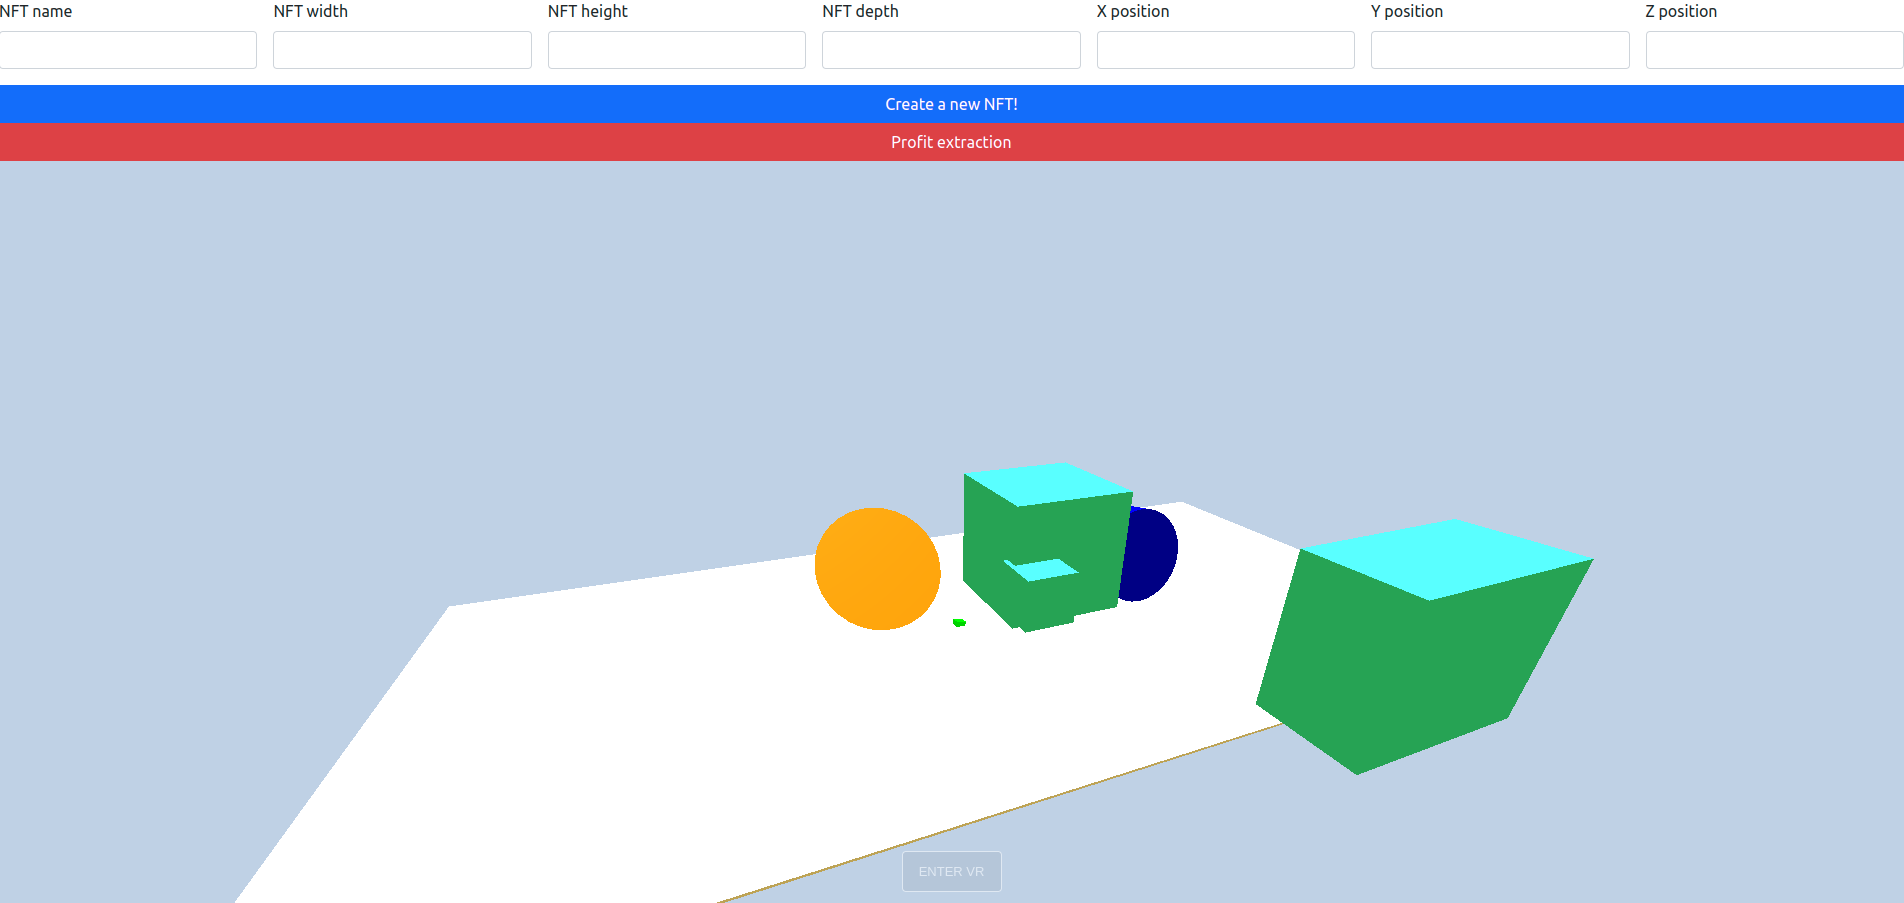 NFT name NFT width NFT height NFT depth X position Y position Z position
Create a new NFT!
Profit extraction
ENTER VR